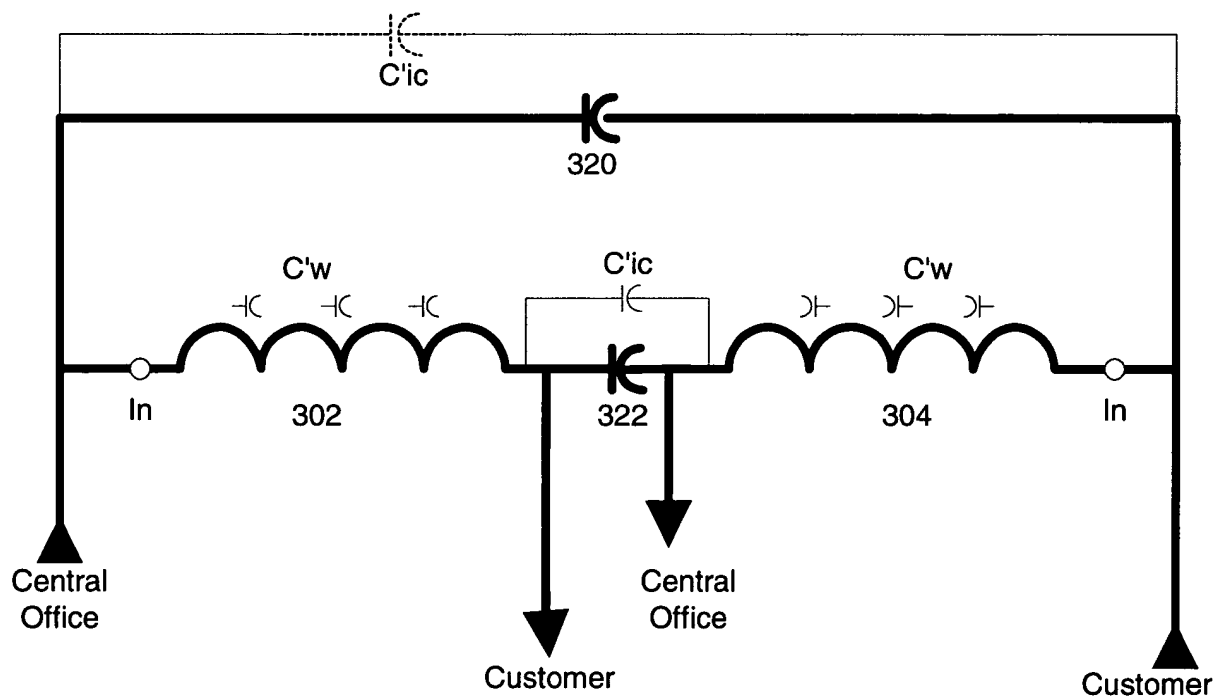 C'ic
320
C'w
C'ic
C'w
In
302
322
304
In
Central
Office
Customer
Central
Office
Customer